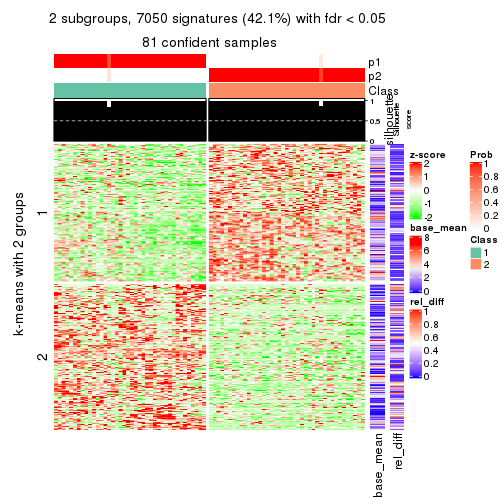 2 subgroups, 7050 signatures (42.1%) with fdr < 0.05
81 confident samples
p1
p2
Class
silhouette
Silhouette
score
1
0.5
0
k-means with 2 groups
1
2
base_mean
rel_diff
z-score
2
1
0
-1
-2
base_mean
8
6
4
2
0
rel_diff
1
0.8
0.6
0.4
0.2
0
Prob
1
0.8
0.6
0.4
0.2
0
Class
1
2